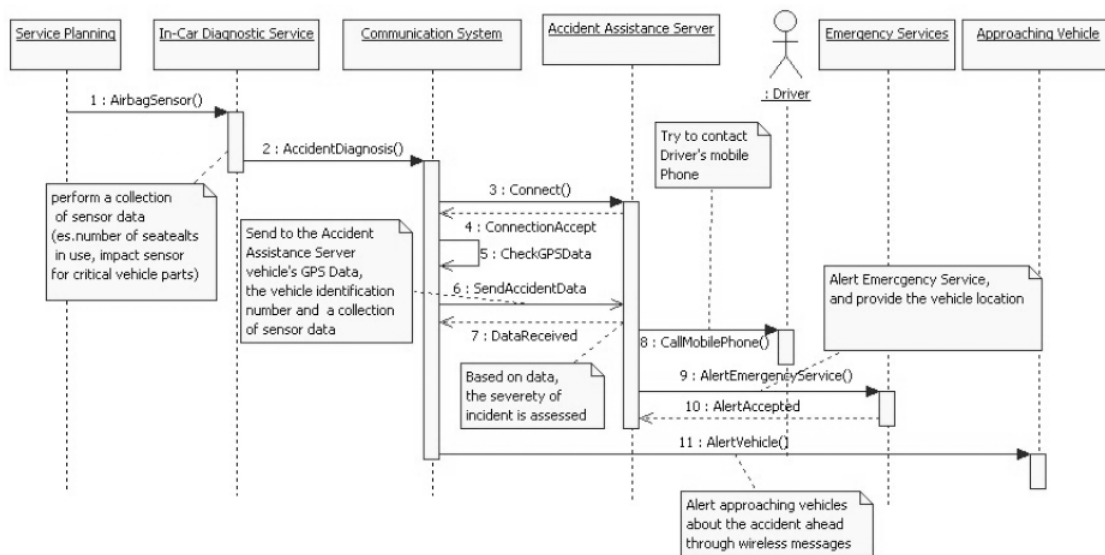 Service Planning
In-Car Diagnostic Service
Communication System
Accident Assistance Server
: Driver
Emergency Services
Approaching Vehicle
1 : AirbagSensor()
2 : AccidentDiagnosis()
Try to contact
Driver's mobile
Phone
perform a collection
of sensor data
(es.number of seatealts
in use, impact sensor
for critical vehicle parts)
3 : Connect()
4 : ConnectionAccept
5 : CheckGPSData
Send to the Accident
Assistance Server
vehicle's GPS Data,
the vehicle identification
number and a collection
of sensor data
6 : SendAccidentData
7 : DataReceived
Alert Emercgency Service,
and provide the vehicle location
8 : CallMobilePhone()
Based on data,
the severety of
incident is assessed
9 : AlertEmergencyService()
10 : AlertAccepted
11 : AlertVehicle()
Alert approaching vehicles
about the accident ahead
through wireless messages